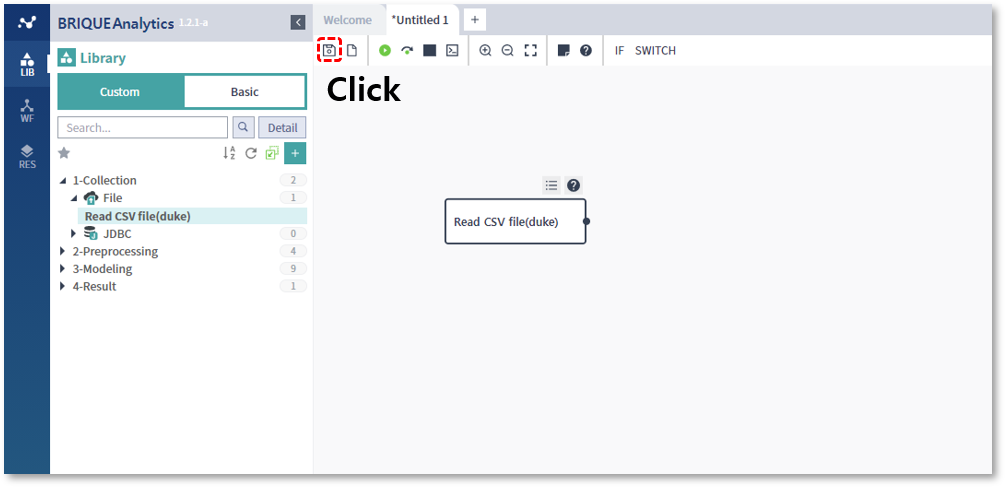 BRIQUEAnalytics 1.2.1-a
Welcome
*Untitled 1
+
LIB
WF
RES
Library
Custom
Basic
Search...
Detail
A
Z
+
1-Collection 2
File 1
Read CSV file(duke)
JDBC 0
2-Preprocessing 4
3-Modeling 9
4-Result 1
? IF SWITCH
Click
?
Read CSV file(duke)